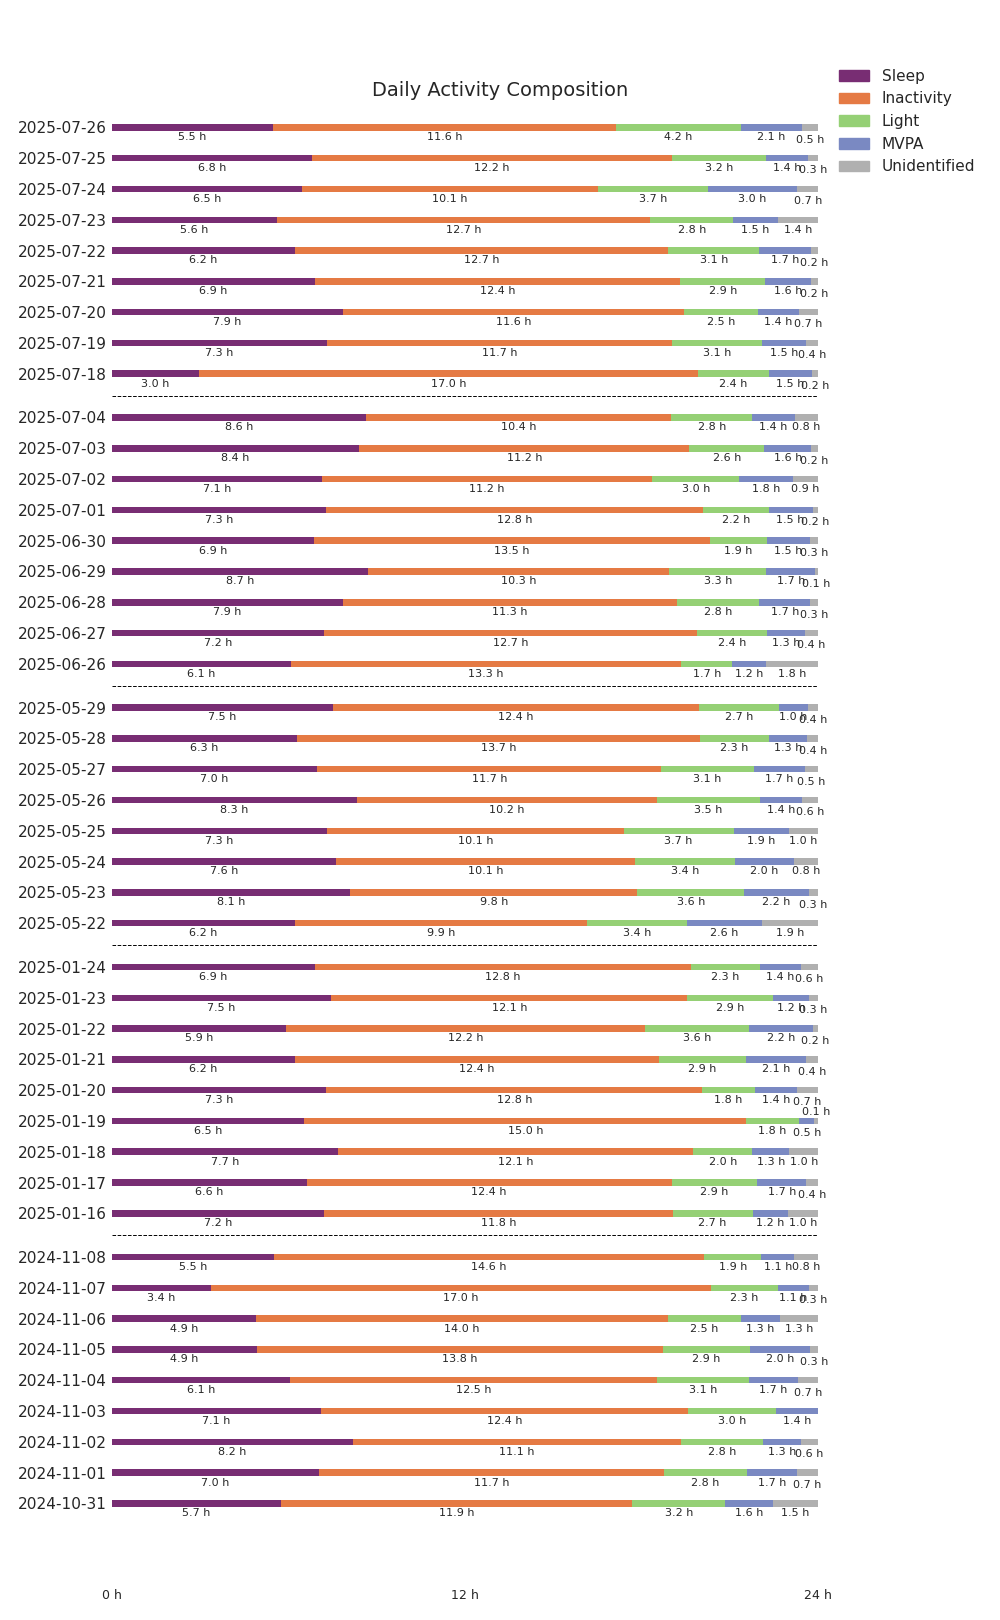 Daily Activity Composition
Sleep
Inactivity
Light
MVPA
Unidentified
2025-07-26
5.5 h 11.6 h 4.2 h 2.1 h 0.5 h
2025-07-25
6.8 h 12.2 h 3.2 h 1.4 h 0.3 h
2025-07-24
6.5 h 10.1 h 3.7 h 3.0 h 0.7 h
2025-07-23
5.6 h 12.7 h 2.8 h 1.5 h 1.4 h
2025-07-22
6.2 h 12.7 h 3.1 h 1.7 h 0.2 h
2025-07-21
6.9 h 12.4 h 2.9 h 1.6 h 0.2 h
2025-07-20
7.9 h 11.6 h 2.5 h 1.4 h 0.7 h
2025-07-19
7.3 h 11.7 h 3.1 h 1.5 h 0.4 h
2025-07-18
3.0 h 17.0 h 2.4 h 1.5 h 0.2 h
2025-07-04
8.6 h 10.4 h 2.8 h 1.4 h 0.8 h
2025-07-03
8.4 h 11.2 h 2.6 h 1.6 h 0.2 h
2025-07-02
7.1 h 11.2 h 3.0 h 1.8 h 0.9 h
2025-07-01
7.3 h 12.8 h 2.2 h 1.5 h 0.2 h
2025-06-30
6.9 h 13.5 h 1.9 h 1.5 h 0.3 h
2025-06-29
8.7 h 10.3 h 3.3 h 1.7 h 0.1 h
2025-06-28
7.9 h 11.3 h 2.8 h 1.7 h 0.3 h
2025-06-27
7.2 h 12.7 h 2.4 h 1.3 h 0.4 h
2025-06-26
6.1 h 13.3 h 1.7 h 1.2 h 1.8 h
2025-05-29
7.5 h 12.4 h 2.7 h 1.0 h 0.4 h
2025-05-28
6.3 h 13.7 h 2.3 h 1.3 h 0.4 h
2025-05-27
7.0 h 11.7 h 3.1 h 1.7 h 0.5 h
2025-05-26
8.3 h 10.2 h 3.5 h 1.4 h 0.6 h
2025-05-25
7.3 h 10.1 h 3.7 h 1.9 h 1.0 h
2025-05-24
7.6 h 10.1 h 3.4 h 2.0 h 0.8 h
2025-05-23
8.1 h 9.8 h 3.6 h 2.2 h 0.3 h
2025-05-22
6.2 h 9.9 h 3.4 h 2.6 h 1.9 h
2025-01-24
6.9 h 12.8 h 2.3 h 1.4 h 0.6 h
2025-01-23
7.5 h 12.1 h 2.9 h 1.2 h 0.3 h
2025-01-22
5.9 h 12.2 h 3.6 h 2.2 h 0.2 h
2025-01-21
6.2 h 12.4 h 2.9 h 2.1 h 0.4 h
2025-01-20
7.3 h 12.8 h 1.8 h 1.4 h 0.7 h
0.1 h
2025-01-19
6.5 h 15.0 h 1.8 h 0.5 h
2025-01-18
7.7 h 12.1 h 2.0 h 1.3 h 1.0 h
2025-01-17
6.6 h 12.4 h 2.9 h 1.7 h 0.4 h
2025-01-16
7.2 h 11.8 h 2.7 h 1.2 h 1.0 h
2024-11-08
5.5 h 14.6 h 1.9 h 1.1 h 0.8 h
2024-11-07
3.4 h 17.0 h 2.3 h 1.1 h 0.3 h
2024-11-06
4.9 h 14.0 h 2.5 h 1.3 h 1.3 h
2024-11-05
4.9 h 13.8 h 2.9 h 2.0 h 0.3 h
2024-11-04
6.1 h 12.5 h 3.1 h 1.7 h 0.7 h
2024-11-03
7.1 h 12.4 h 3.0 h 1.4 h
2024-11-02
8.2 h 11.1 h 2.8 h 1.3 h 0.6 h
2024-11-01
7.0 h 11.7 h 2.8 h 1.7 h 0.7 h
2024-10-31
5.7 h 11.9 h 3.2 h 1.6 h 1.5 h
0 h 12 h 24 h